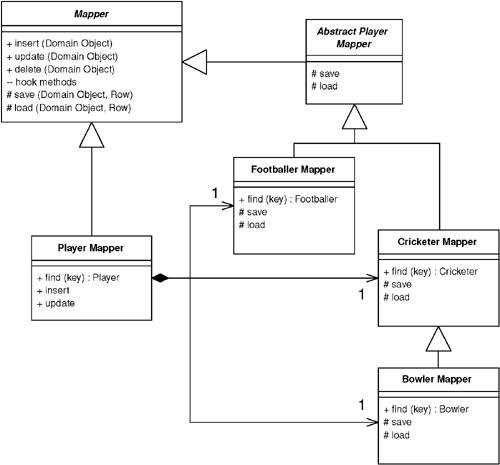 Mapper
+ insert (Domain Object)
+ update (Domain Object)
+ delete (Domain Object)
-- hook methods
# save (Domain Object, Row)
# load (Domain Object, Row)
Abstract Player
Mapper
# save
# load
Footballer Mapper
+ find (key) : Footballer
# save
# load
1
Player Mapper
+ find (key) : Player
+ insert
+ update
Cricketer Mapper
+ find (key) : Cricketer
# save
# load
1
Bowler Mapper
+ find (key) : Bowler
# save
# load
1